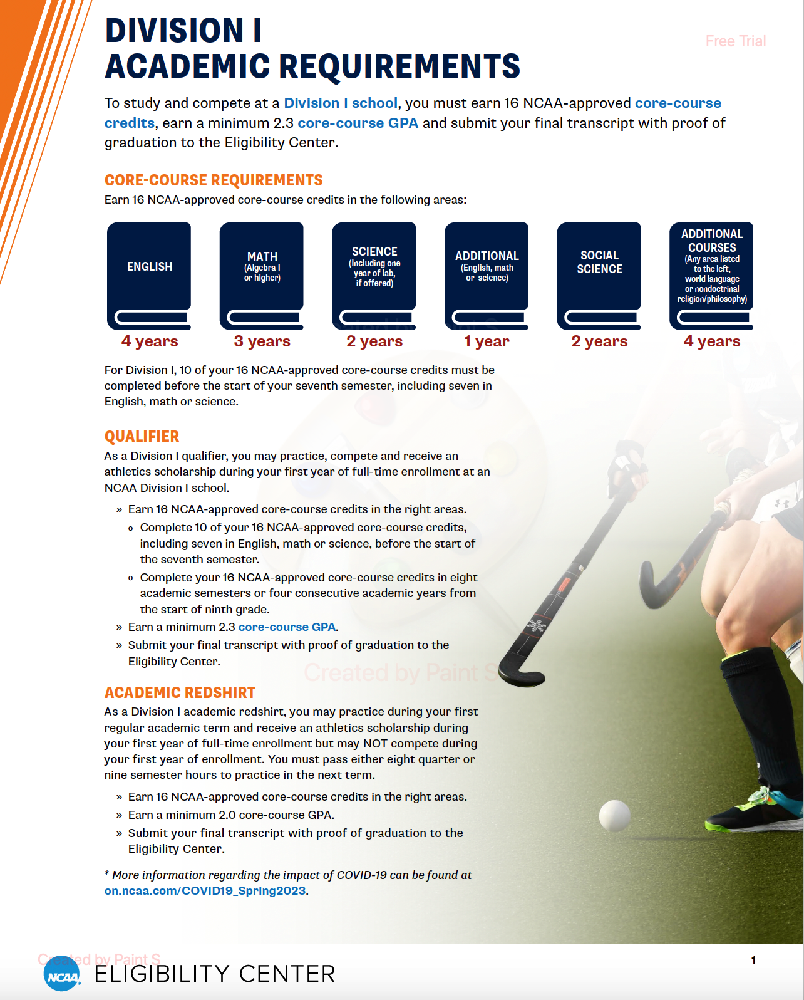 DIVISION I
ACADEMIC REQUIREMENTS
Free Trial
To study and compete at a Division I school, you must earn 16 NCAA-approved core-course
credits, earn a minimum 2.3 core-course GPA and submit your final transcript with proof of
graduation to the Eligibility Center.
CORE-COURSE REQUIREMENTS
Earn 16 NCAA-approved core-course credits in the following areas:
ENGLISH
4 years
MATH
(Algebra I
or higher)
3 years
SCIENCE
(Including one
year of lab,
if offered)
2 years
ADDITIONAL
(English, math
or science)
1 year
SOCIAL
SCIENCE
2 years
ADDITIONAL
COURSES
(Any area listed
to the left,
world language
or nondoctrinal
religion/philosophy)
4 years
For Division I, 10 of your 16 NCAA-approved core-course credits must be
completed before the start of your seventh semester, including seven in
English, math or science.
QUALIFIER
As a Division I qualifier, you may practice, compete and receive an
athletics scholarship during your first year of full-time enrollment at an
NCAA Division I school.
» Earn 16 NCAA-approved core-course credits in the right areas.
o Complete 10 of your 16 NCAA-approved core-course credits,
including seven in English, math or science, before the start of
the seventh semester.
o Complete your 16 NCAA-approved core-course credits in eight
academic semesters or four consecutive academic years from
the start of ninth grade.
» Earn a minimum 2.3 core-course GPA.
» Submit your final transcript with proof of graduation to the
Eligibility Center.
Created by Paint S
ACADEMIC REDSHIRT
As a Division I academic redshirt, you may practice during your first
regular academic term and receive an athletics scholarship during
your first year of full-time enrollment but may NOT compete during
your first year of enrollment. You must pass either eight quarter or
nine semester hours to practice in the next term.
» Earn 16 NCAA-approved core-course credits in the right areas.
» Earn a minimum 2.0 core-course GPA.
» Submit your final transcript with proof of graduation to the
Eligibility Center.
* More information regarding the impact of COVID-19 can be found at
on.ncaa.com/COVID19_Spring2023.
Created by Paint S
NCAA ELIGIBILITY CENTER
1